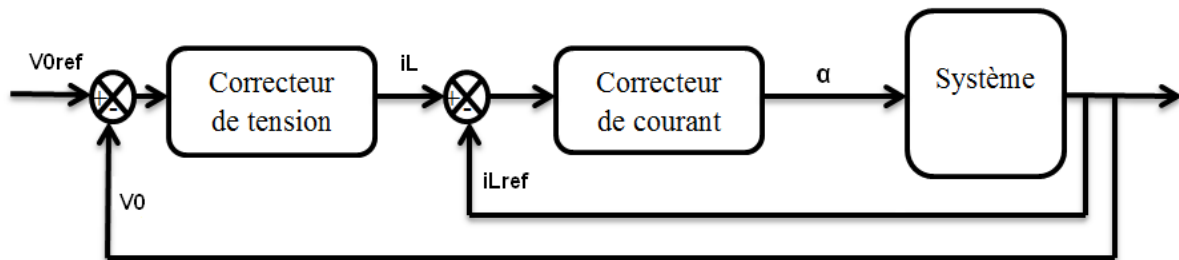 V0ref
+
-
Correcteur
de tension
iL
+
-
Correcteur
de courant
α
Système
iLref
V0